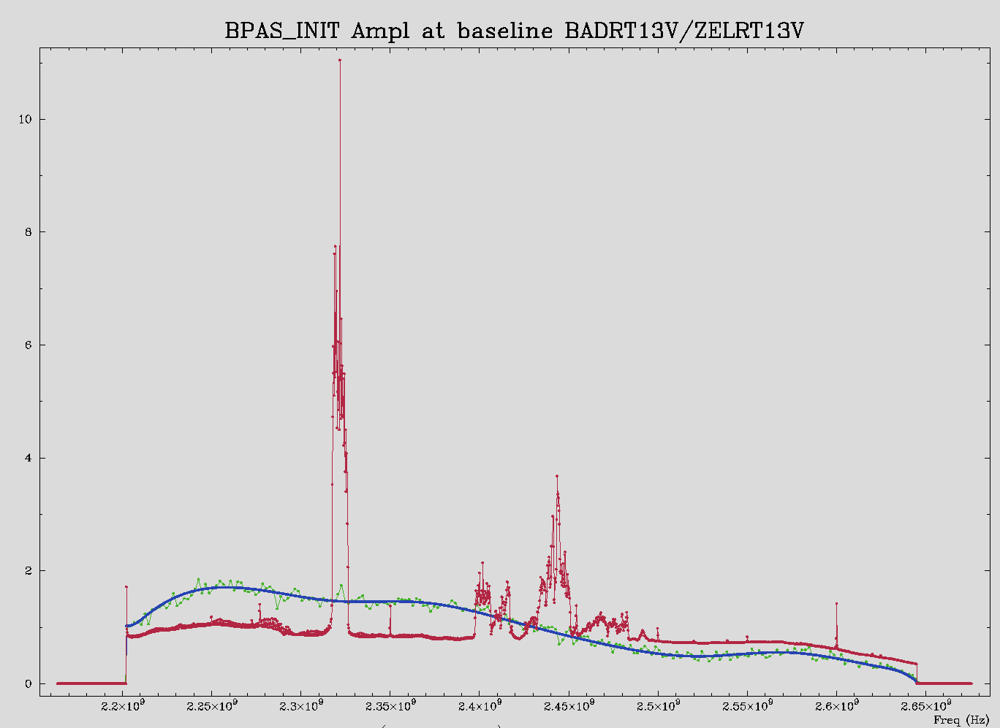 BPAS_INIT Ampl at baseline BADRT13V/ZELRT13V
10
8
6
4
2
0
2.2×10⁹ 2.25×10⁹ 2.3×10⁹ 2.35×10⁹ 2.4×10⁹ 2.45×10⁹ 2.5×10⁹ 2.55×10⁹ 2.6×10⁹ 2.65×10⁹
Freq (Hz)